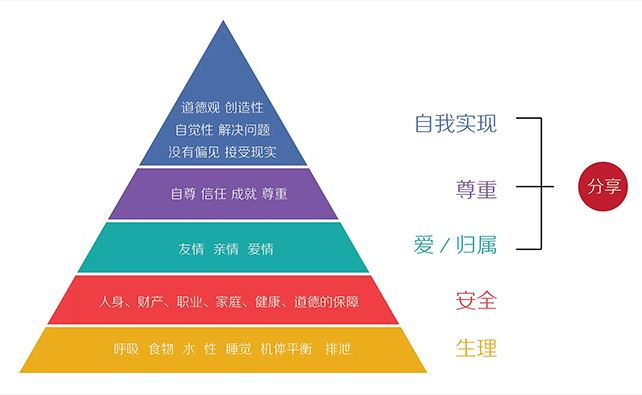 道德观 创造性
自觉性 解决问题
没有偏见 接受现实
自我实现
自尊 信任 成就 尊重
尊重
分享
友情 亲情 爱情
爱 / 归属
人身、财产、职业、家庭、健康、道德的保障
安全
呼吸 食物 水 性 睡觉 机体平衡 排泄
生理